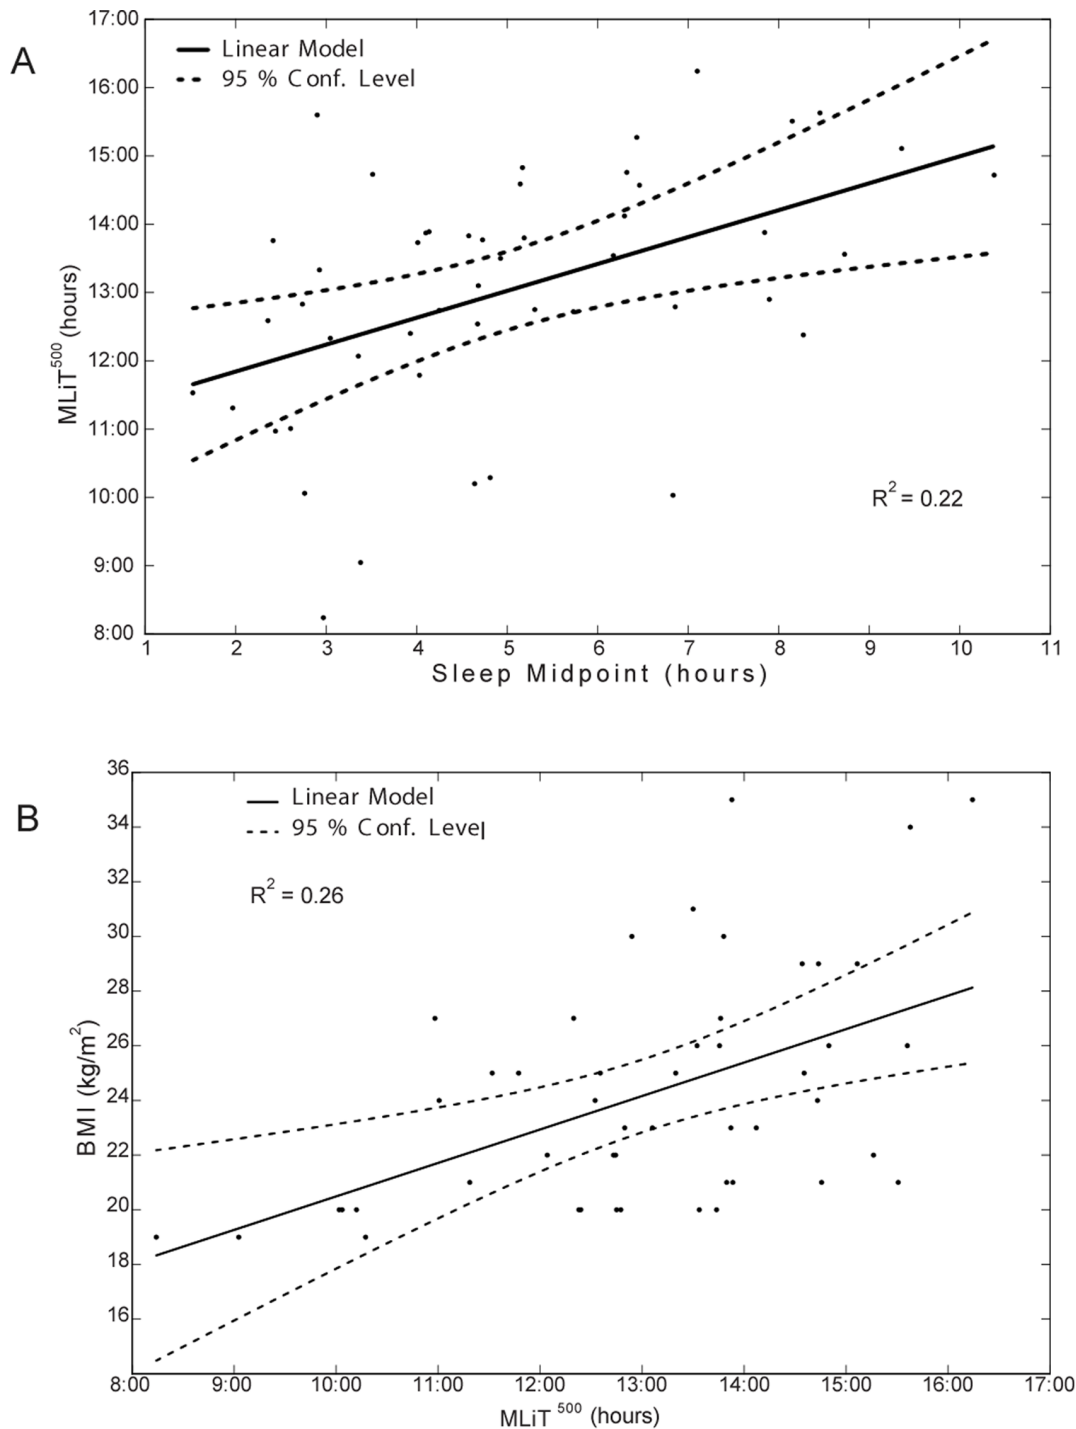 A
17:00
16:00
15:00
14:00
13:00
12:00
11:00
10:00
9:00
8:00
MLiT500 (hours)
Linear Model
95 % Conf. Level
R2 = 0.22
1 2 3 4 5 6 7 8 9 10 11
Sleep Midpoint (hours)
B
36
34
32
30
28
26
24
22
20
18
16
BMI (kg/m2)
Linear Model
95 % Conf. Level
R2 = 0.26
8:00 9:00 10:00 11:00 12:00 13:00 14:00 15:00 16:00 17:00
MLiT 500 (hours)